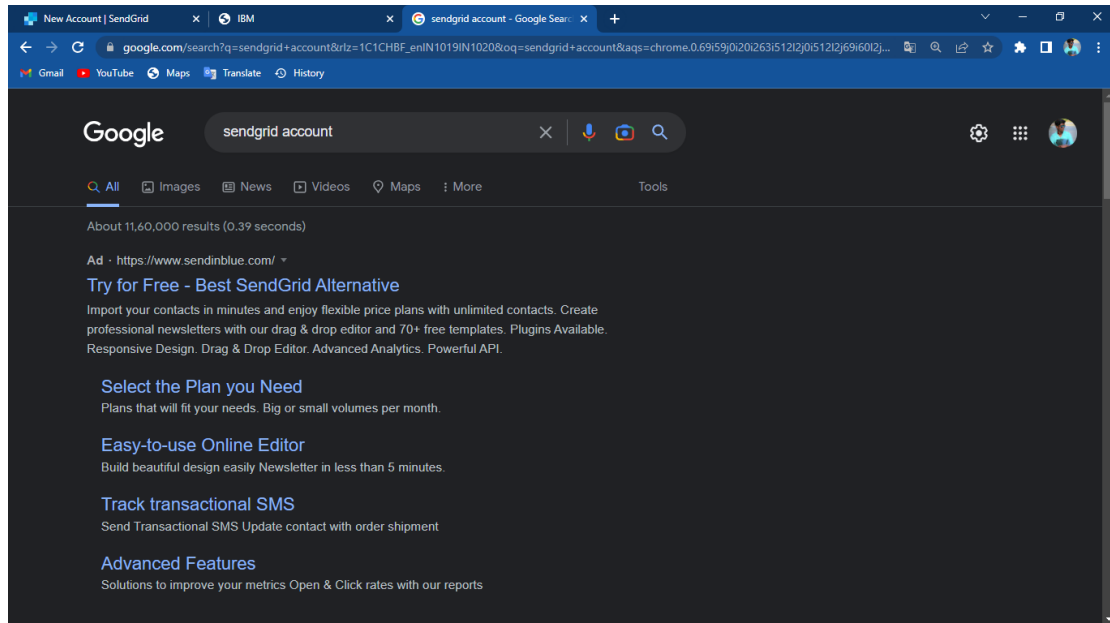 New Account | SendGrid
IBM
sendgrid account - Google Searc
google.com/search?q=sendgrid+account&rlz=1C1CHBF_enIN1019IN1020&oq=sendgrid+account&aqs=chrome.0.69i59j0i20i263i512l2j0i512l2j69i60l2j...
Gmail YouTube Maps Translate History
Google sendgrid account
All Images News Videos Maps More Tools
About 11,60,000 results (0.39 seconds)
Ad · https://www.sendinblue.com/
Try for Free - Best SendGrid Alternative
Import your contacts in minutes and enjoy flexible price plans with unlimited contacts. Create
professional newsletters with our drag & drop editor and 70+ free templates. Plugins Available.
Responsive Design. Drag & Drop Editor. Advanced Analytics. Powerful API.
Select the Plan you Need
Plans that will fit your needs. Big or small volumes per month.
Easy-to-use Online Editor
Build beautiful design easily Newsletter in less than 5 minutes.
Track transactional SMS
Send Transactional SMS Update contact with order shipment
Advanced Features
Solutions to improve your metrics Open & Click rates with our reports